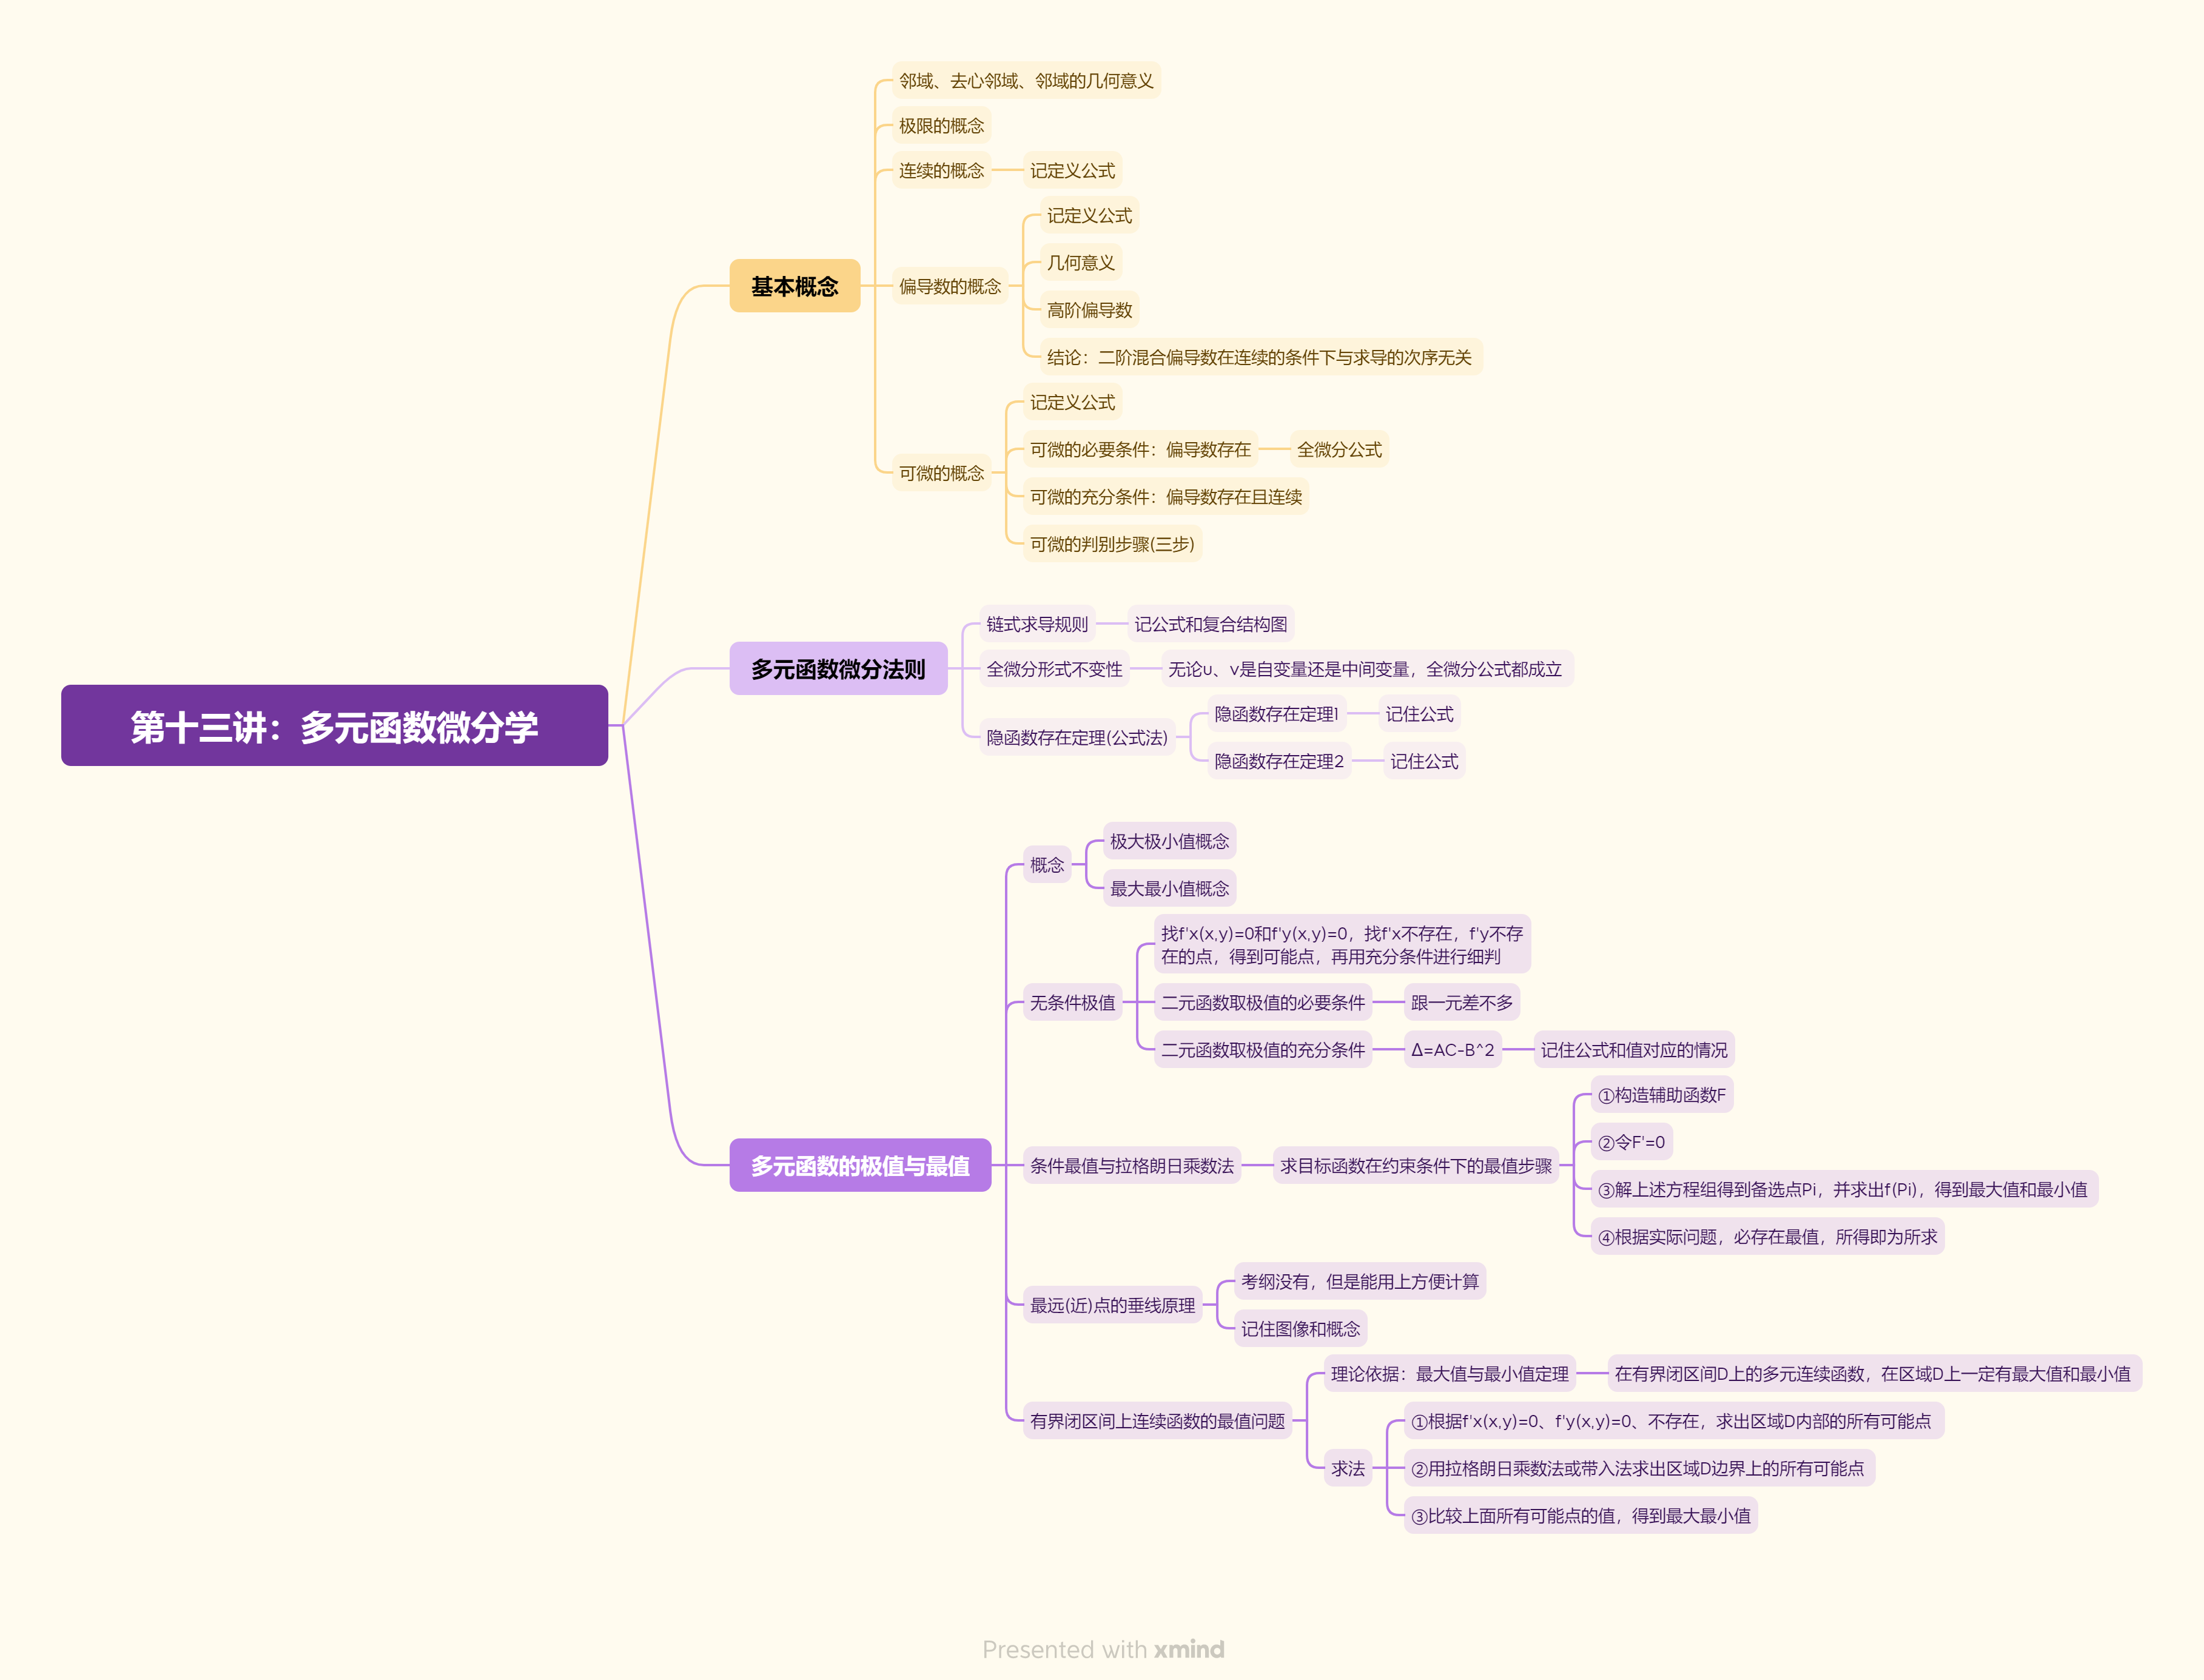 第十三讲：多元函数微分学
基本概念
邻域、去心邻域、邻域的几何意义
极限的概念
连续的概念
记定义公式
偏导数的概念
记定义公式
几何意义
高阶偏导数
结论：二阶混合偏导数在连续的条件下与求导的次序无关
可微的概念
记定义公式
可微的必要条件：偏导数存在
全微分公式
可微的充分条件：偏导数存在且连续
可微的判别步骤(三步)
多元函数微分法则
链式求导规则
记公式和复合结构图
全微分形式不变性
无论u、v是自变量还是中间变量，全微分公式都成立
隐函数存在定理(公式法)
隐函数存在定理1
记住公式
隐函数存在定理2
记住公式
多元函数的极值与最值
概念
极大极小值概念
最大最小值概念
无条件极值
找f'x(x,y)=0和f'y(x,y)=0，找f'x不存在，f'y不存
在的点，得到可能点，再用充分条件进行细判
二元函数取极值的必要条件
跟一元差不多
二元函数取极值的充分条件
Δ=AC-B^2
记住公式和值对应的情况
条件最值与拉格朗日乘数法
求目标函数在约束条件下的最值步骤
①构造辅助函数F
②令F'=0
③解上述方程组得到备选点Pi，并求出f(Pi)，得到最大值和最小值
④根据实际问题，必存在最值，所得即为所求
最远(近)点的垂线原理
考纲没有，但是能用上方便计算
记住图像和概念
有界闭区间上连续函数的最值问题
理论依据：最大值与最小值定理
在有界闭区间D上的多元连续函数，在区域D上一定有最大值和最小值
求法
①根据f'x(x,y)=0、f'y(x,y)=0、不存在，求出区域D内部的所有可能点
②用拉格朗日乘数法或带入法求出区域D边界上的所有可能点
③比较上面所有可能点的值，得到最大最小值
Presented with xmind